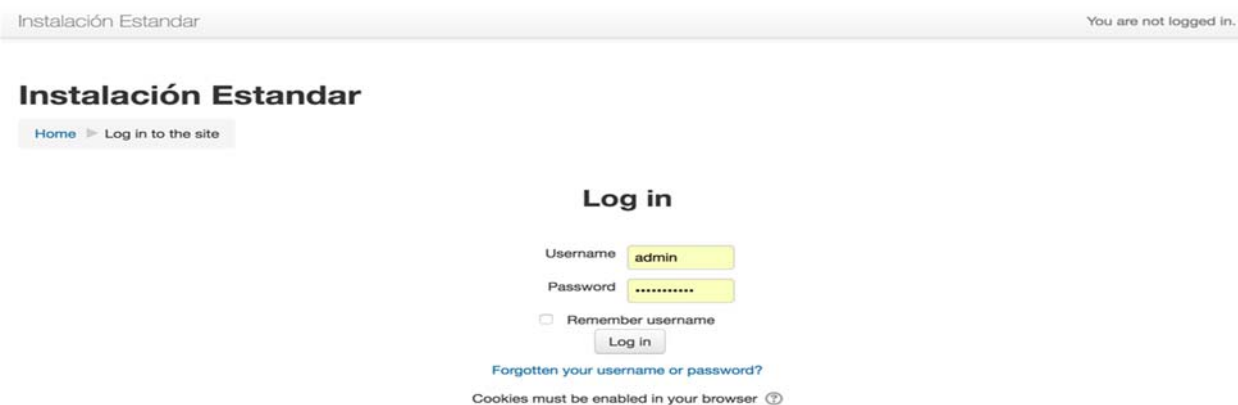 Instalación Estandar
You are not logged in.
Instalación Estandar
Home ▶ Log in to the site
Log in
Username admin
Password •••••••••••
Remember username
Log in
Forgotten your username or password?
Cookies must be enabled in your browser ?